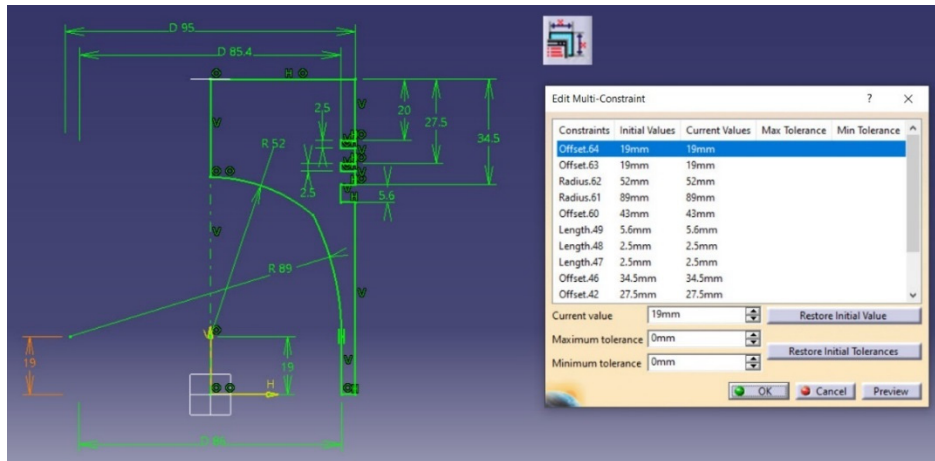 D 95
D 85.4
H
V
2.5
20
27.5
34.5
V
R 52
2.5
5.6
V
R 89
V
19
19
V
H
D 86
Edit Multi-Constraint ? ×
Constraints Initial Values Current Values Max Tolerance Min Tolerance
Offset.64 19mm 19mm
Offset.63 19mm 19mm
Radius.62 52mm 52mm
Radius.61 89mm 89mm
Offset.60 43mm 43mm
Length.49 5.6mm 5.6mm
Length.48 2.5mm 2.5mm
Length.47 2.5mm 2.5mm
Offset.46 34.5mm 34.5mm
Offset.42 27.5mm 27.5mm
Current value 19mm Restore Initial Value
Maximum tolerance 0mm
Restore Initial Tolerances
Minimum tolerance 0mm
OK Cancel Preview